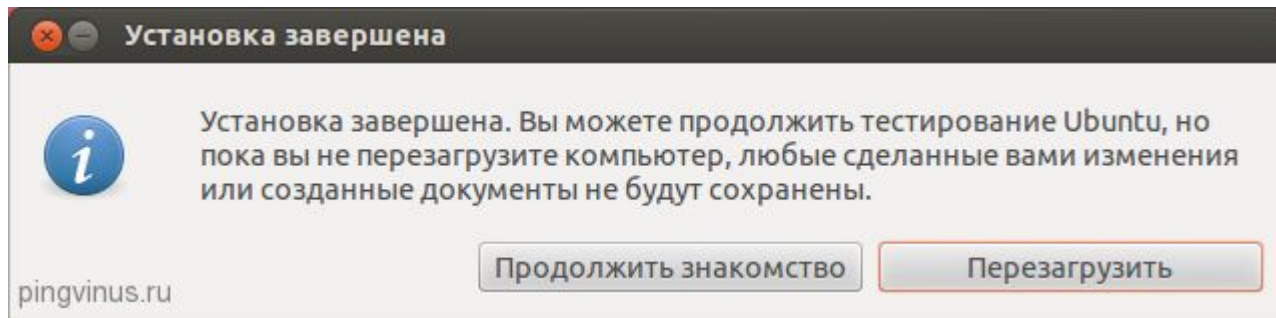 Установка завершена
Установка завершена. Вы можете продолжить тестирование Ubuntu, но
пока вы не перезагрузите компьютер, любые сделанные вами изменения
или созданные документы не будут сохранены.
Продолжить знакомство
Перезагрузить
pingvinus.ru